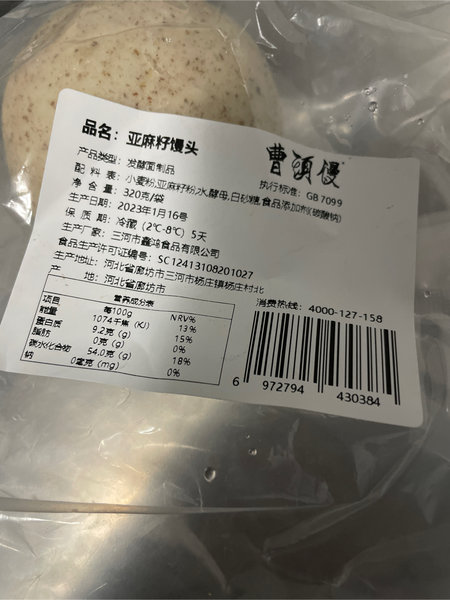 品名：亚麻籽馒头
曹須慢
产品类型：发酵面制品
执行标准：GB 7099
配 料 表：小麦粉,亚麻籽粉,水,酵母,白砂糖,食品添加剂(碳酸钠)
净 含 量：320克/袋
生产日期：2023年1月16号
保 质 期：冷藏（2℃-8℃）5天
生产厂家：三河市鑫鸿食品有限公司
食品生产许可证编号：SC12413108201027
生产地址：河北省廊坊市三河市杨庄镇杨庄村北
产 地：河北省廊坊市
消费热线：4000-127-158
营养成分表
项目 每100g NRV%
能量 1074千焦（KJ） 13%
蛋白质 9.2克(g) 15%
脂肪 0克(g) 0%
碳水化合物 54.0克(g) 18%
钠 0毫克(mg) 0%
6 972794 430384